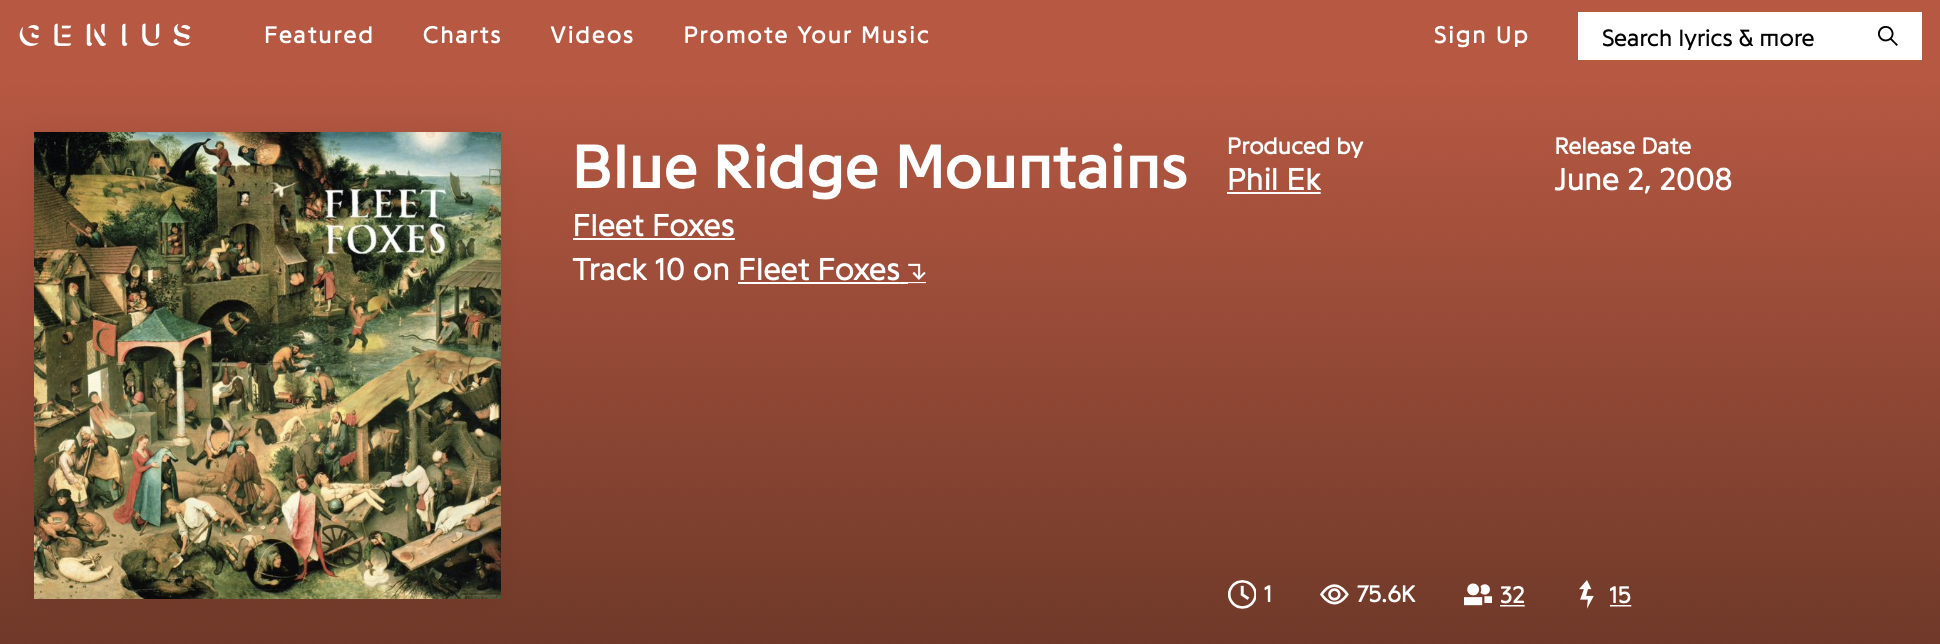 GENIUS Featured Charts Videos Promote Your Music Sign Up Search lyrics & more
FLEET
FOXES
Blue Ridge Mountains
Fleet Foxes
Track 10 on Fleet Foxes
Produced by
Phil Ek
Release Date
June 2, 2008
1 75.6K 32 15